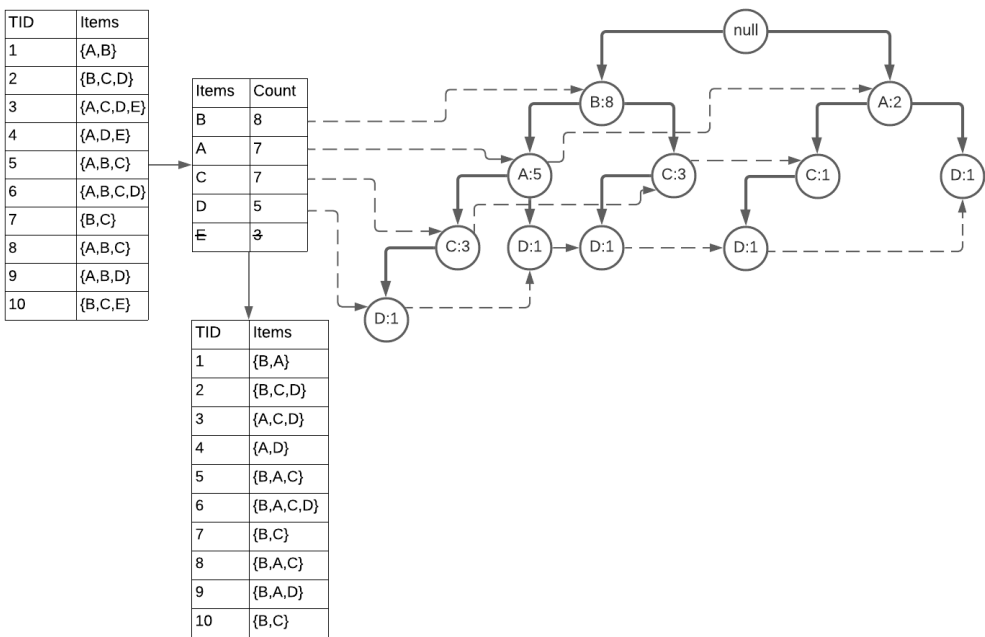 TID Items
1 {A,B}
2 {B,C,D}
3 {A,C,D,E}
4 {A,D,E}
5 {A,B,C}
6 {A,B,C,D}
7 {B,C}
8 {A,B,C}
9 {A,B,D}
10 {B,C,E}
Items Count
B 8
A 7
C 7
D 5
E 3
null
B:8 A:2
A:5 C:3 C:1 D:1
C:3 D:1 D:1 D:1
D:1
TID Items
1 {B,A}
2 {B,C,D}
3 {A,C,D}
4 {A,D}
5 {B,A,C}
6 {B,A,C,D}
7 {B,C}
8 {B,A,C}
9 {B,A,D}
10 {B,C}